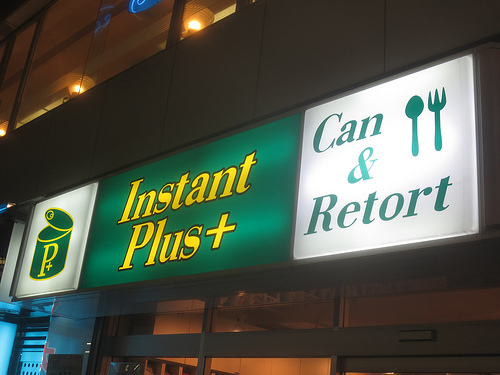 P+
Instant
Plus+
Can
&
Retort